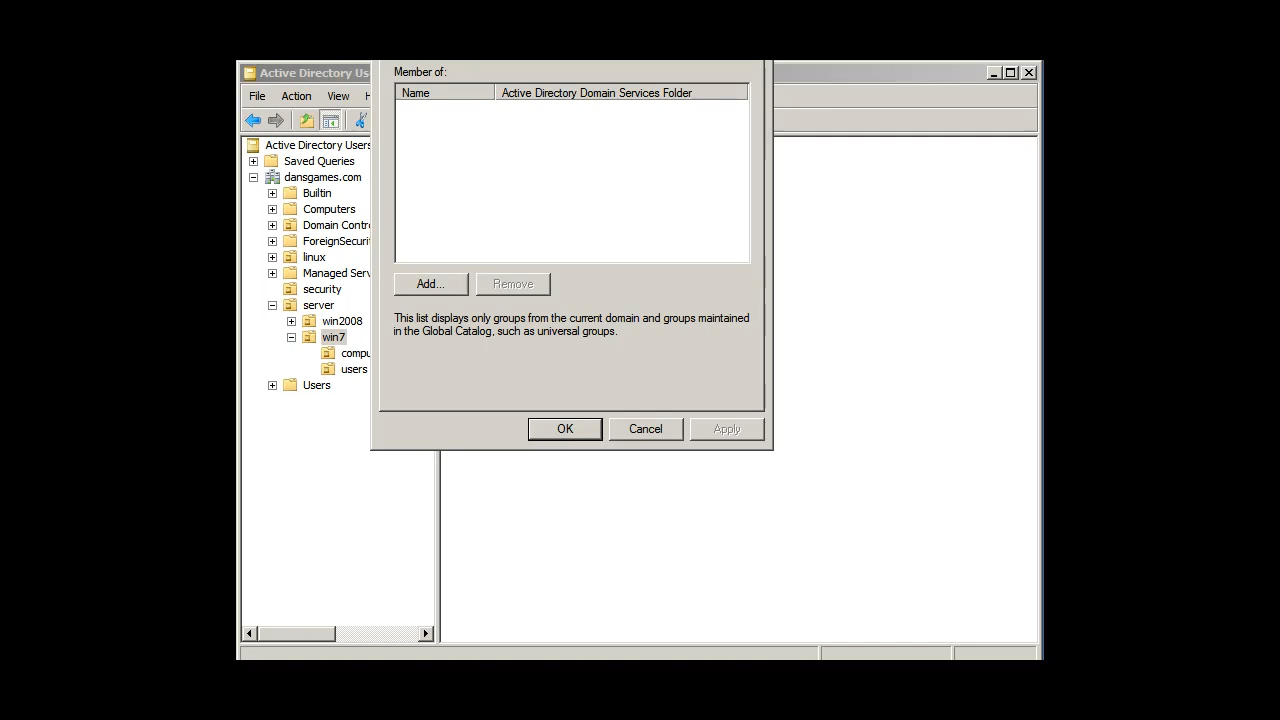 Active Directory Us
File Action View H
Active Directory Users
Saved Queries
dansgames.com
Builtin
Computers
Domain Contro
ForeignSecuri
linux
Managed Serv
security
server
win2008
win7
compu
users
Users
Member of:
Name Active Directory Domain Services Folder
Add... Remove
This list displays only groups from the current domain and groups maintained
in the Global Catalog, such as universal groups.
OK Cancel Apply